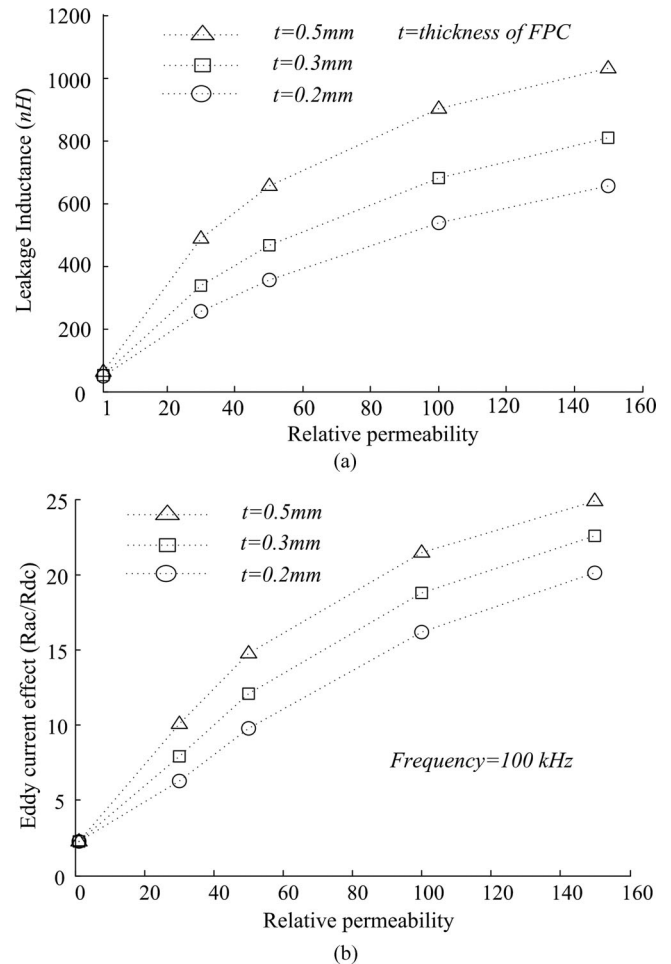 1200
1000
800
600
400
200
0
Leakage Inductance (nH)
t=0.5mm t=thickness of FPC
t=0.3mm
t=0.2mm
1 20 40 60 80 100 120 140 160
Relative permeability
(a)
25
20
15
10
5
0
Eddy current effect (Rac/Rdc)
t=0.5mm
t=0.3mm
t=0.2mm
Frequency=100 kHz
0 20 40 60 80 100 120 140 160
Relative permeability
(b)